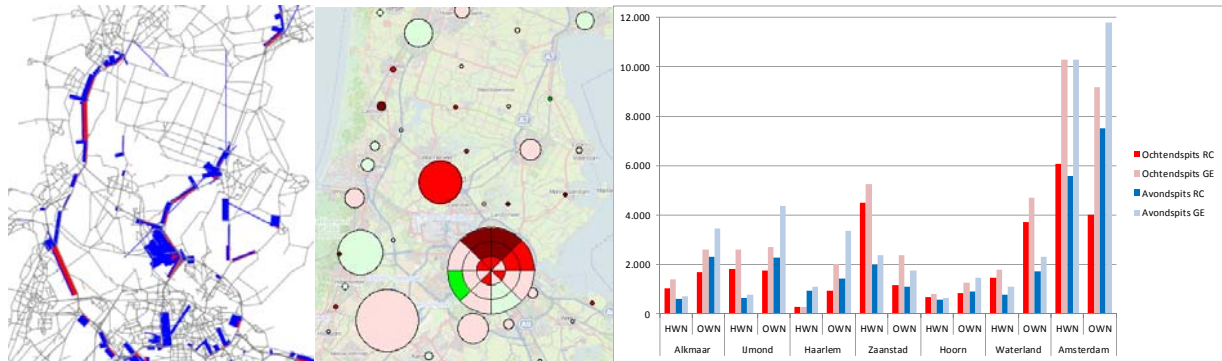 12.000
10.000
8.000
6.000
4.000
2.000
0
HWN OWN HWN OWN HWN OWN HWN OWN HWN OWN HWN OWN HWN OWN
Alkmaar IJmond Haarlem Zaanstad Hoorn Waterland Amsterdam
Ochtendspits RC
Ochtendspits GE
Avondspits RC
Avondspits GE